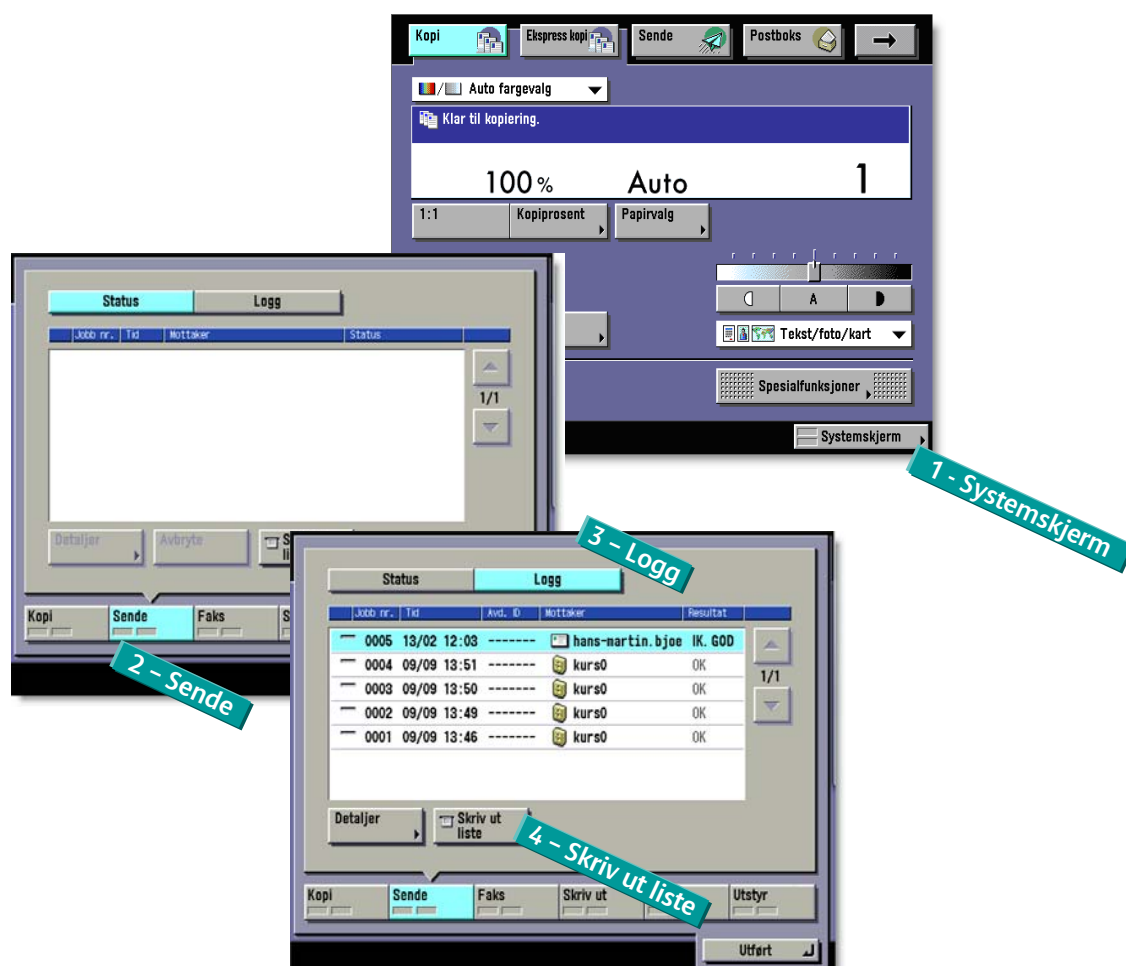 Kopi
Ekspress kopi
Sende
Postboks
Auto fargevalg
Klar til kopiering.
100 %
Auto
1
1:1
Kopiprosent
Papirvalg
A
Tekst/foto/kart
Spesialfunksjoner
Systemskjerm
1 - Systemskjerm
Status
Logg
Jobb nr.
Tid
Mottaker
Status
1/1
Detaljer
Avbryte
Kopi
Sende
Faks
2 – Sende
3 – Logg
Status
Logg
Jobb nr.
Tid
Avd. ID
Mottaker
Resultat
0005 13/02 12:03 ------- hans-martin.bjoe IK. GOD
0004 09/09 13:51 ------- kurs0 OK
0003 09/09 13:50 ------- kurs0 OK
0002 09/09 13:49 ------- kurs0 OK
0001 09/09 13:46 ------- kurs0 OK
1/1
Detaljer
Skriv ut
liste
4 – Skriv ut liste
Kopi
Sende
Faks
Skriv ut
Utstyr
Utført